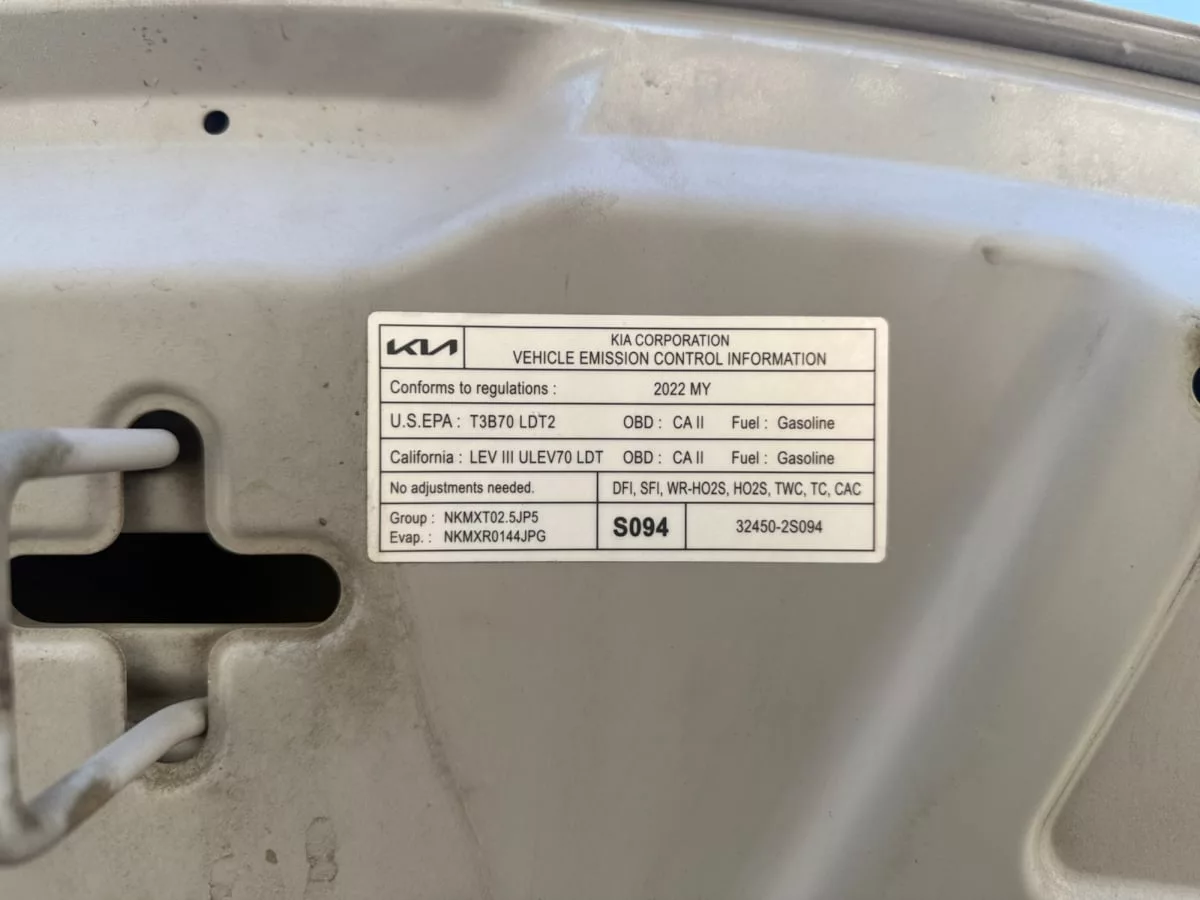 KIA KIA CORPORATION
VEHICLE EMISSION CONTROL INFORMATION
Conforms to regulations : 2022 MY
U.S.EPA : T3B70 LDT2 OBD : CA II Fuel : Gasoline
California : LEV III ULEV70 LDT OBD : CA II Fuel : Gasoline
No adjustments needed. DFI, SFI, WR-HO2S, HO2S, TWC, TC, CAC
Group : NKMXT02.5JP5
Evap. : NKMXR0144JPG
S094 32450-2S094